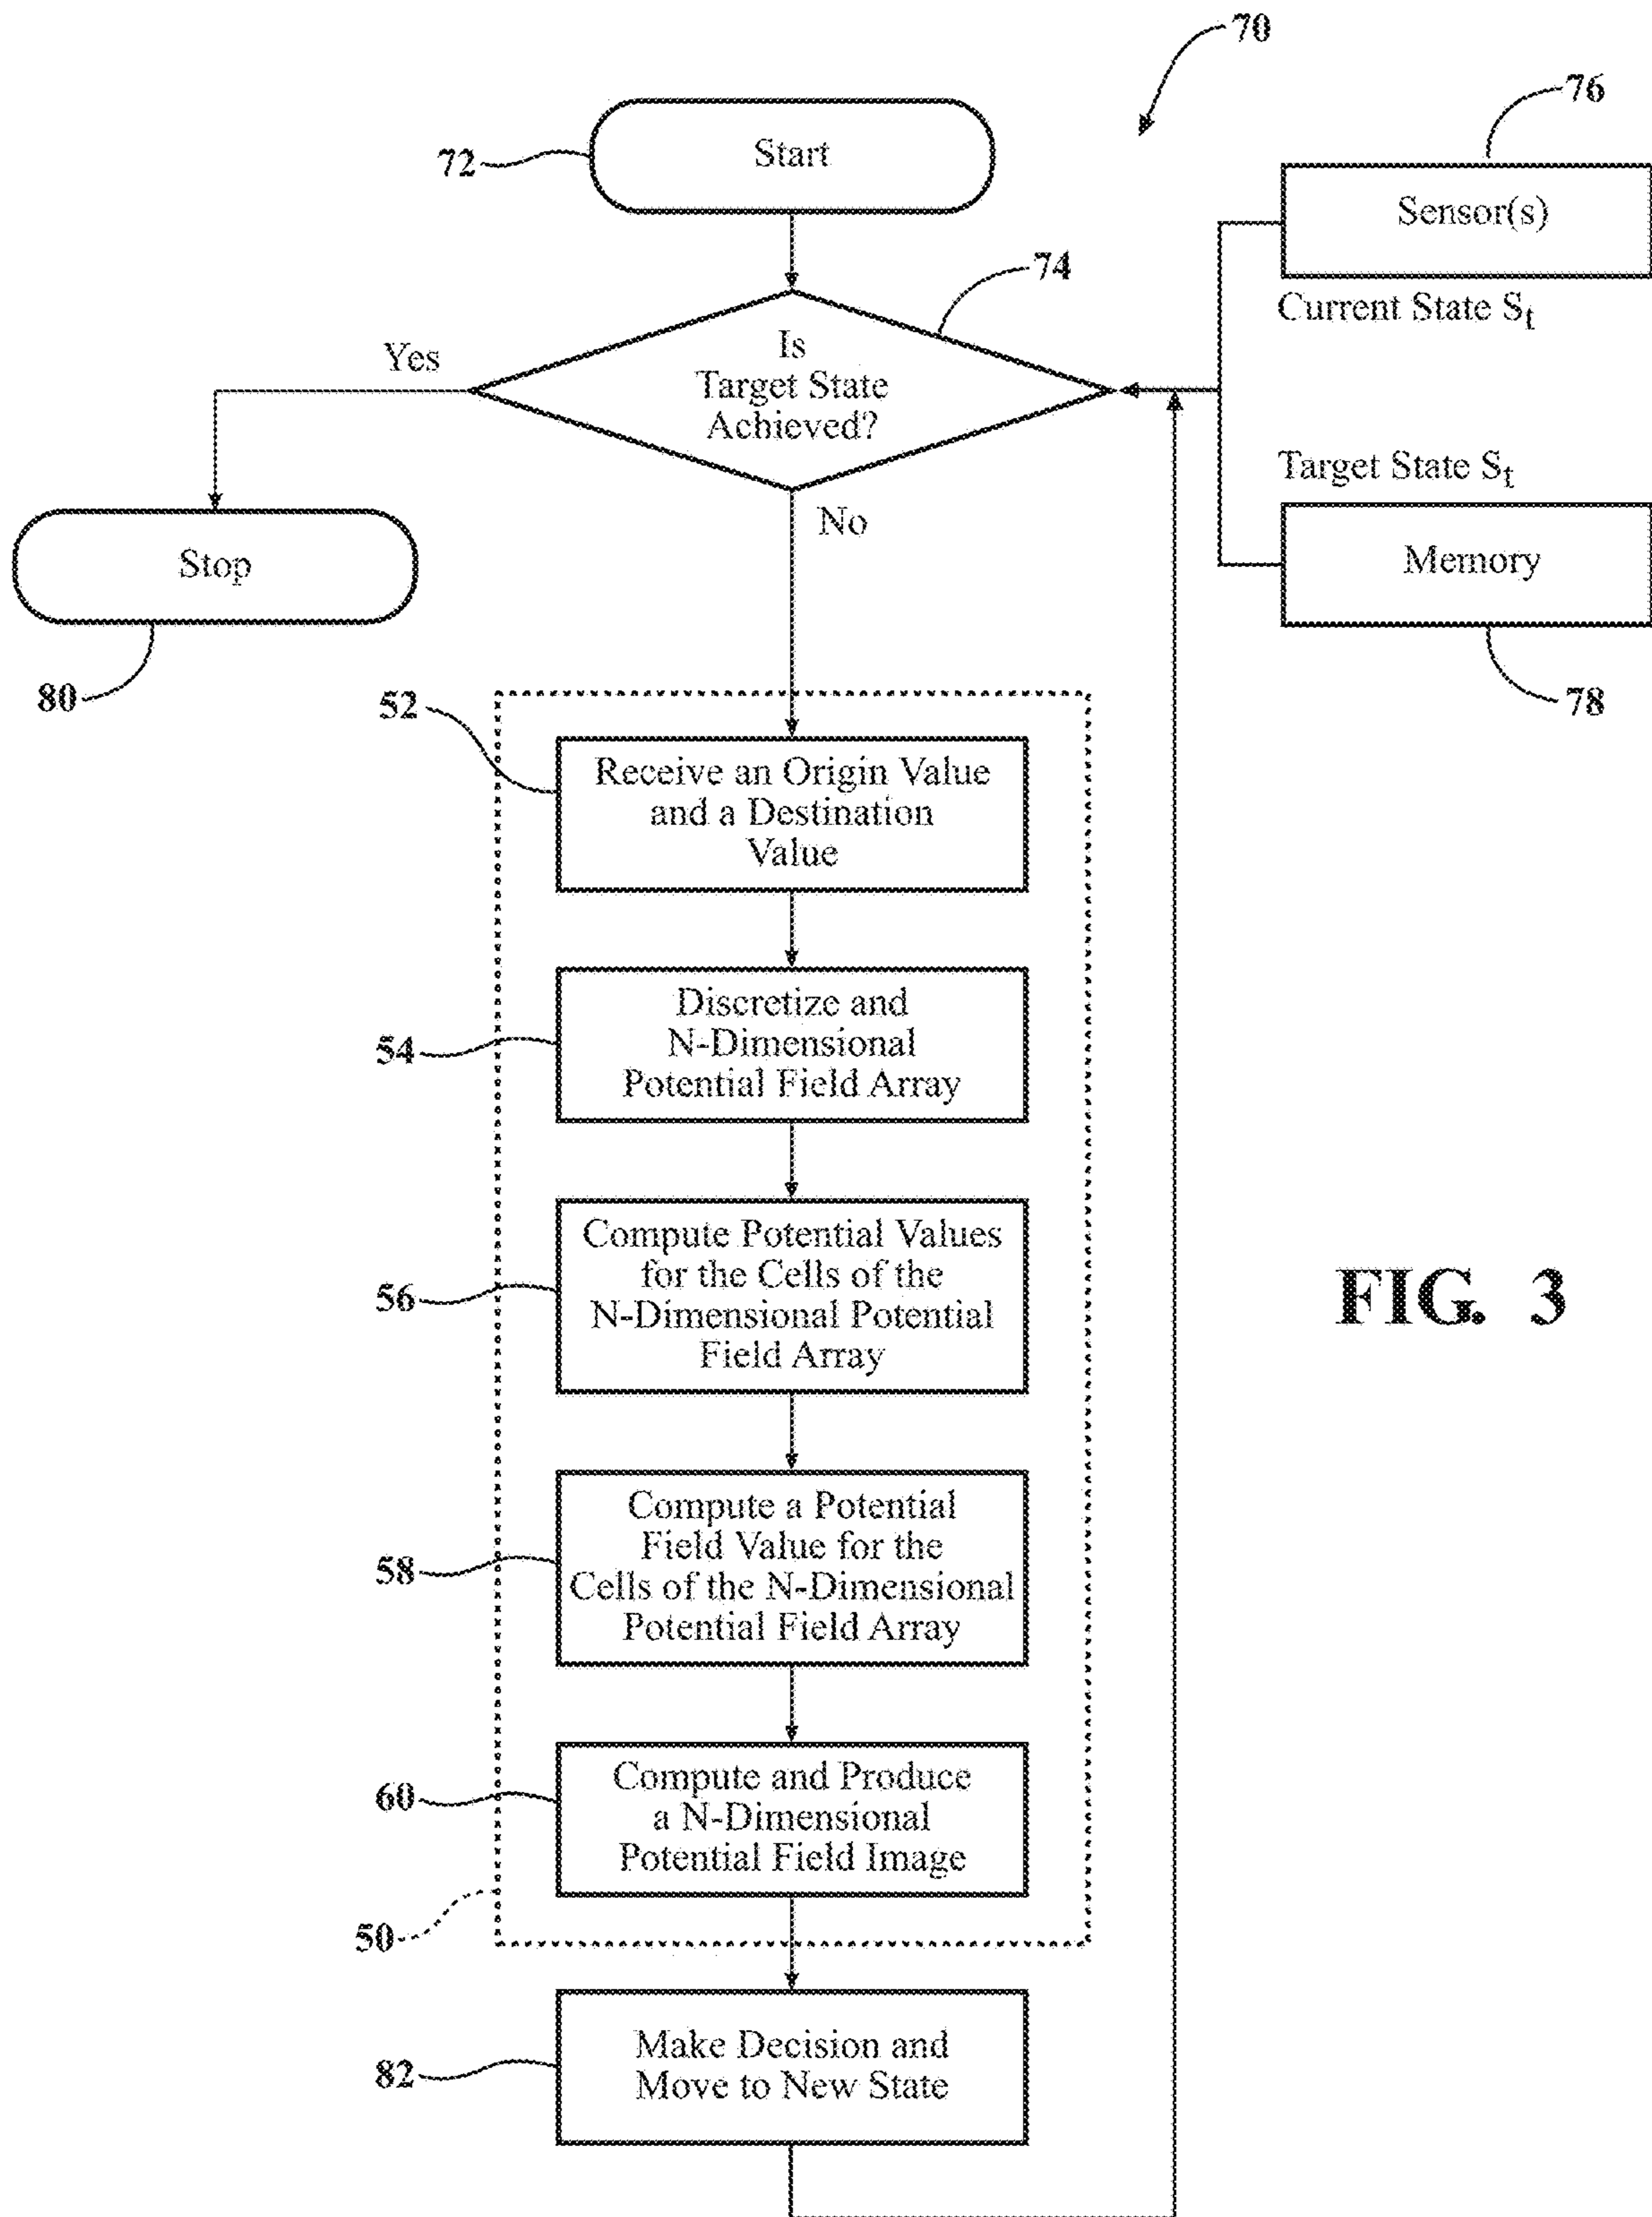 70
76
72
Start
Sensor(s)
74
Current State St
Yes
Is
Target State
Achieved?
Target State St
No
Stop
Memory
80
78
52
Receive an Origin Value
and a Destination
Value
Discretize and
N-Dimensional
Potential Field Array
54
Compute Potential Values
for the Cells of the
N-Dimensional Potential
Field Array
56
FIG. 3
Compute a Potential
Field Value for the
Cells of the N-Dimensional
Potential Field Array
58
Compute and Produce
a N-Dimensional
Potential Field Image
60
50
Make Decision and
Move to New State
82